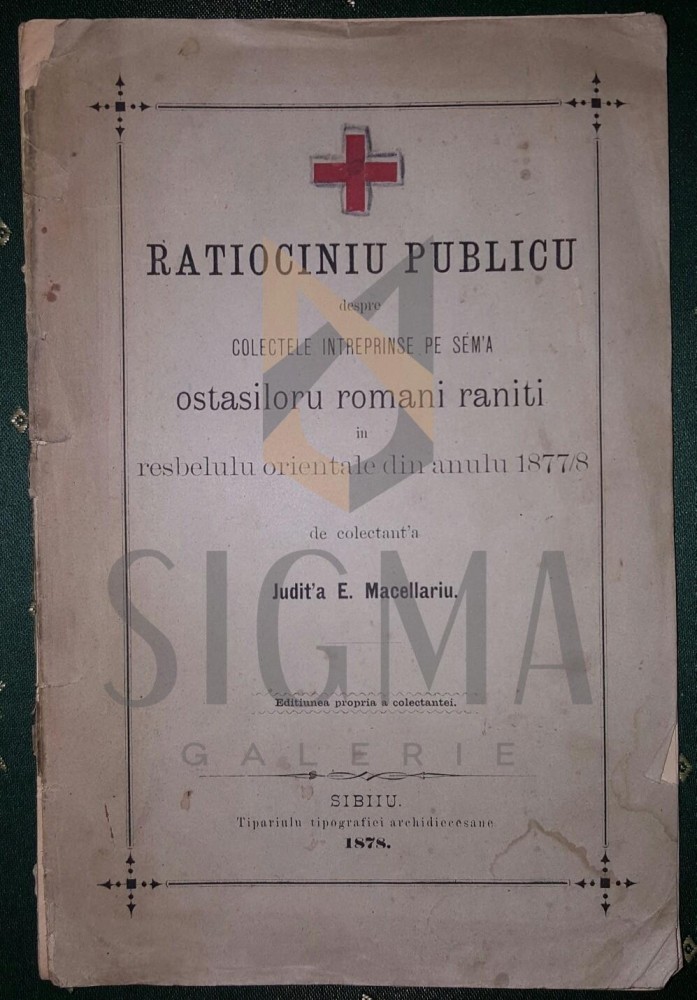 RATIOCINIU PUBLICU
despre
COLECTELE INTREPRINSE PE SEM'A
ostasiloru romani raniti
in
resbelulu orientale din anulu 1877/8
de colectant'a
Judit'a E. Macellariu.
Editiunea propria a colectantei.
SIGMA
GALERIE
SIBIIU.
Tipariulu tipografiei archidiecesane
1878.